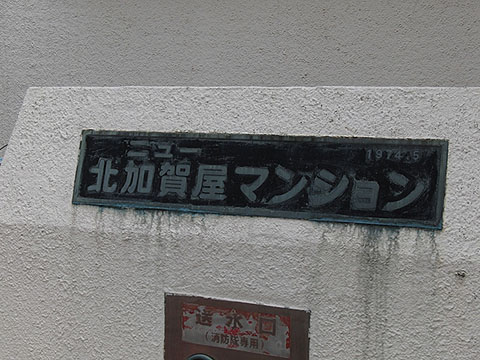 ニュー
1974.5
北加賀屋マンション
送水口
(消防隊専用)